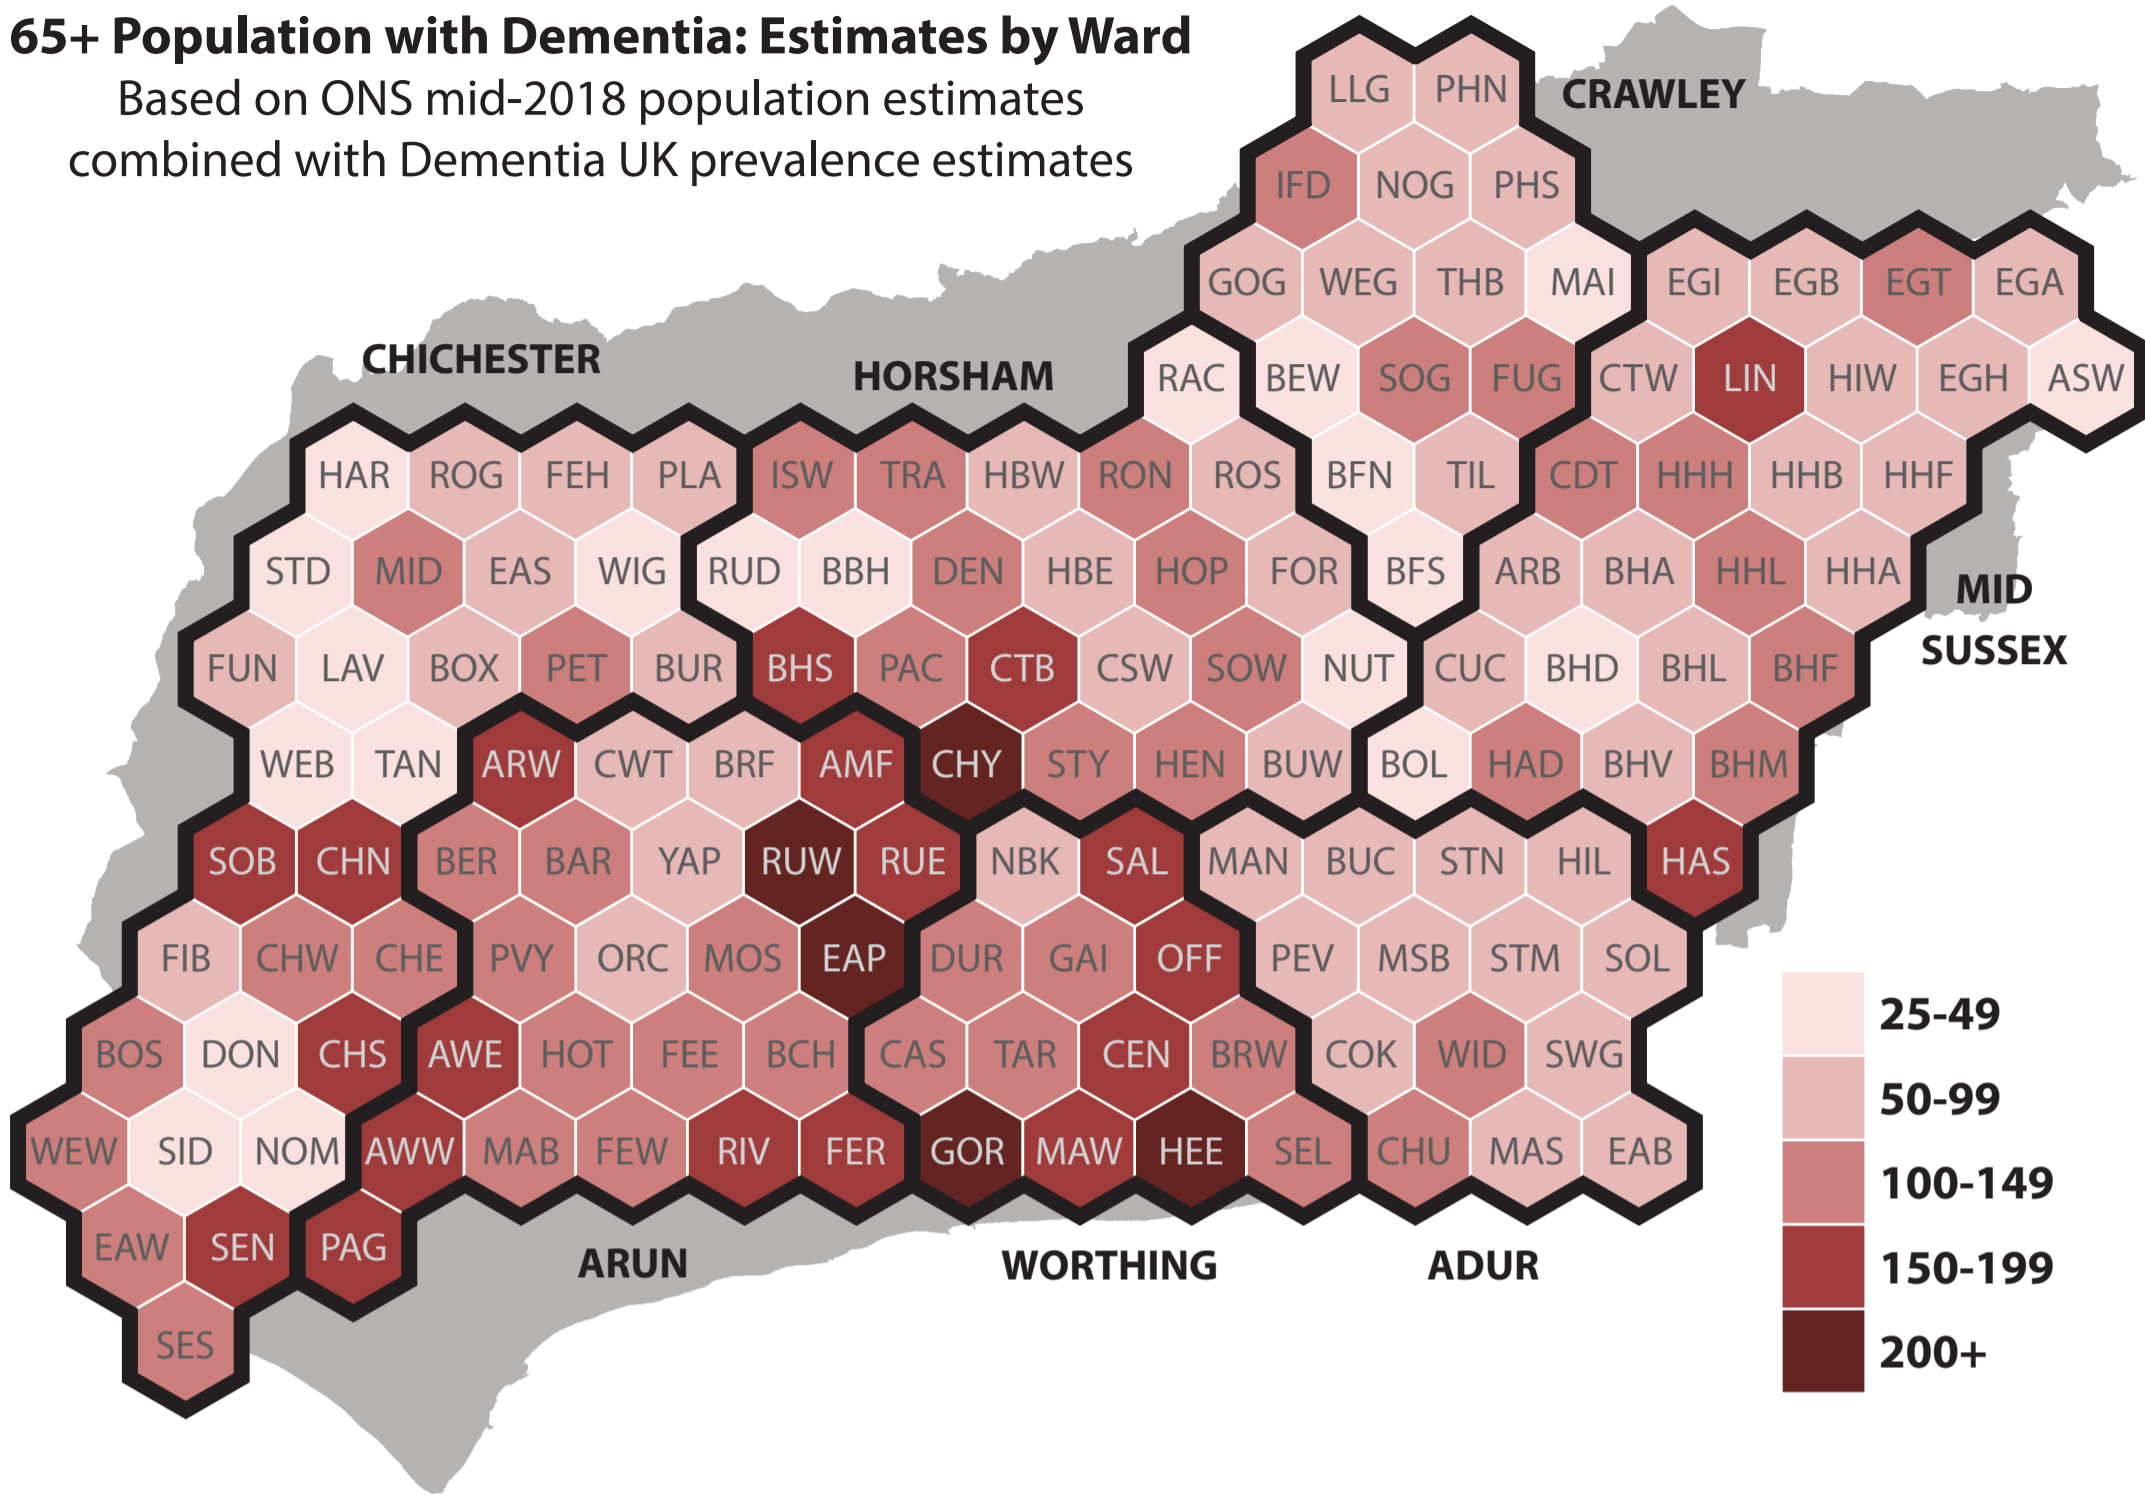 65+ Population with Dementia: Estimates by Ward
Based on ONS mid-2018 population estimates
combined with Dementia UK prevalence estimates
LLG PHN CRAWLEY
IFD NOG PHS
GOG WEG THB MAI EGI EGB EGT EGA
CHICHESTER HORSHAM
RAC BEW SOG FUG CTW LIN HIW EGH ASW
HAR ROG FEH PLA ISW TRA HBW RON ROS BFN TIL CDT HHH HHB HHF
STD MID EAS WIG RUD BBH DEN HBE HOP FOR BFS ARB BHA HHL HHA
MID
SUSSEX
FUN LAV BOX PET BUR BHS PAC CTB CSW SOW NUT CUC BHD BHL BHF
WEB TAN ARW CWT BRF AMF CHY STY HEN BUW BOL HAD BHV BHM
SOB CHN BER BAR YAP RUW RUE NBK SAL MAN BUC STN HIL HAS
FIB CHW CHE PVY ORC MOS EAP DUR GAI OFF PEV MSB STM SOL
BOS DON CHS AWE HOT FEE BCH CAS TAR CEN BRW COK WID SWG
WEW SID NOM AWW MAB FEW RIV FER GOR MAW HEE SEL CHU MAS EAB
EAW SEN PAG
ARUN WORTHING ADUR
SES
25-49
50-99
100-149
150-199
200+